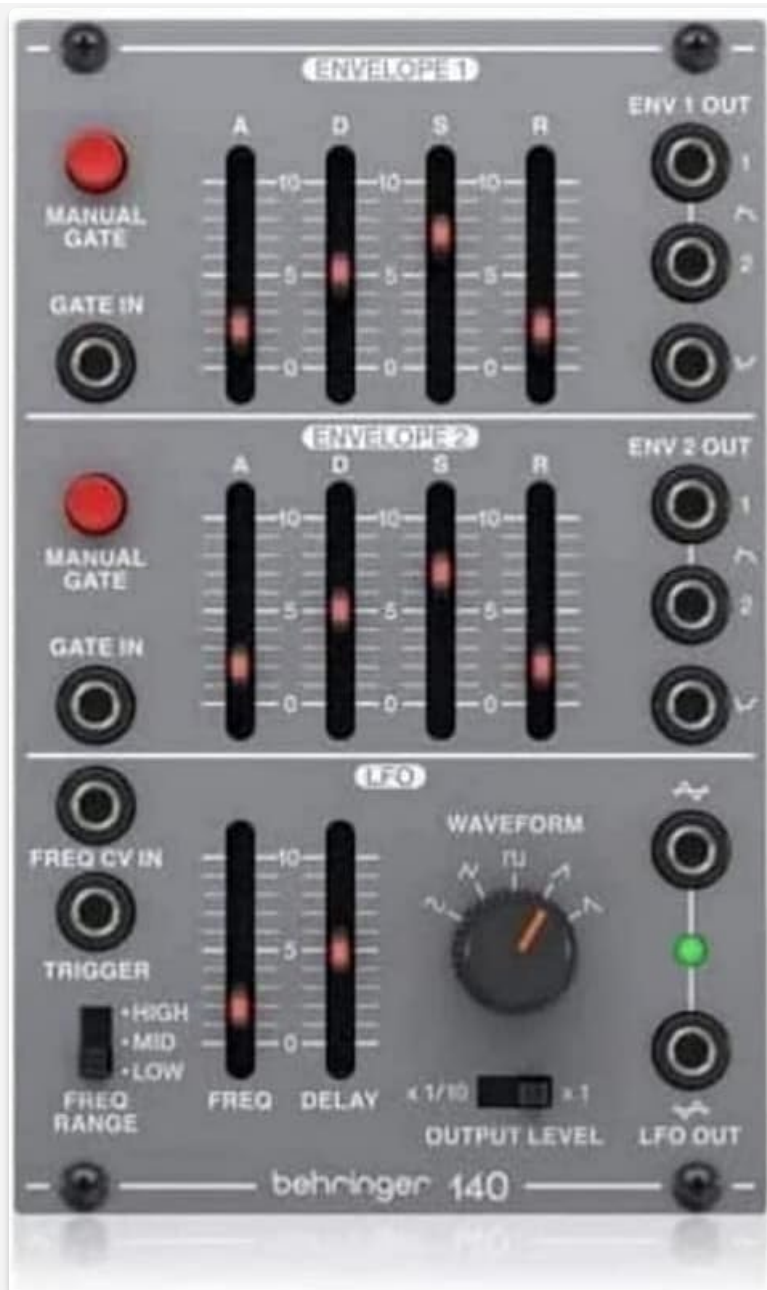 ENVELOPE 1
ENV 1 OUT
A D S R
MANUAL
GATE
GATE IN
10 10 10
5 5 5
0 0 0
1
2
ENVELOPE 2
ENV 2 OUT
A D S R
MANUAL
GATE
GATE IN
10 10 10
5 5 5
0 0 0
1
2
LFO
FREQ CV IN
TRIGGER
•HIGH
•MID
•LOW
FREQ
RANGE
10
5
0
FREQ DELAY
WAVEFORM
x 1/10 x 1
OUTPUT LEVEL
LFO OUT
behringer 140